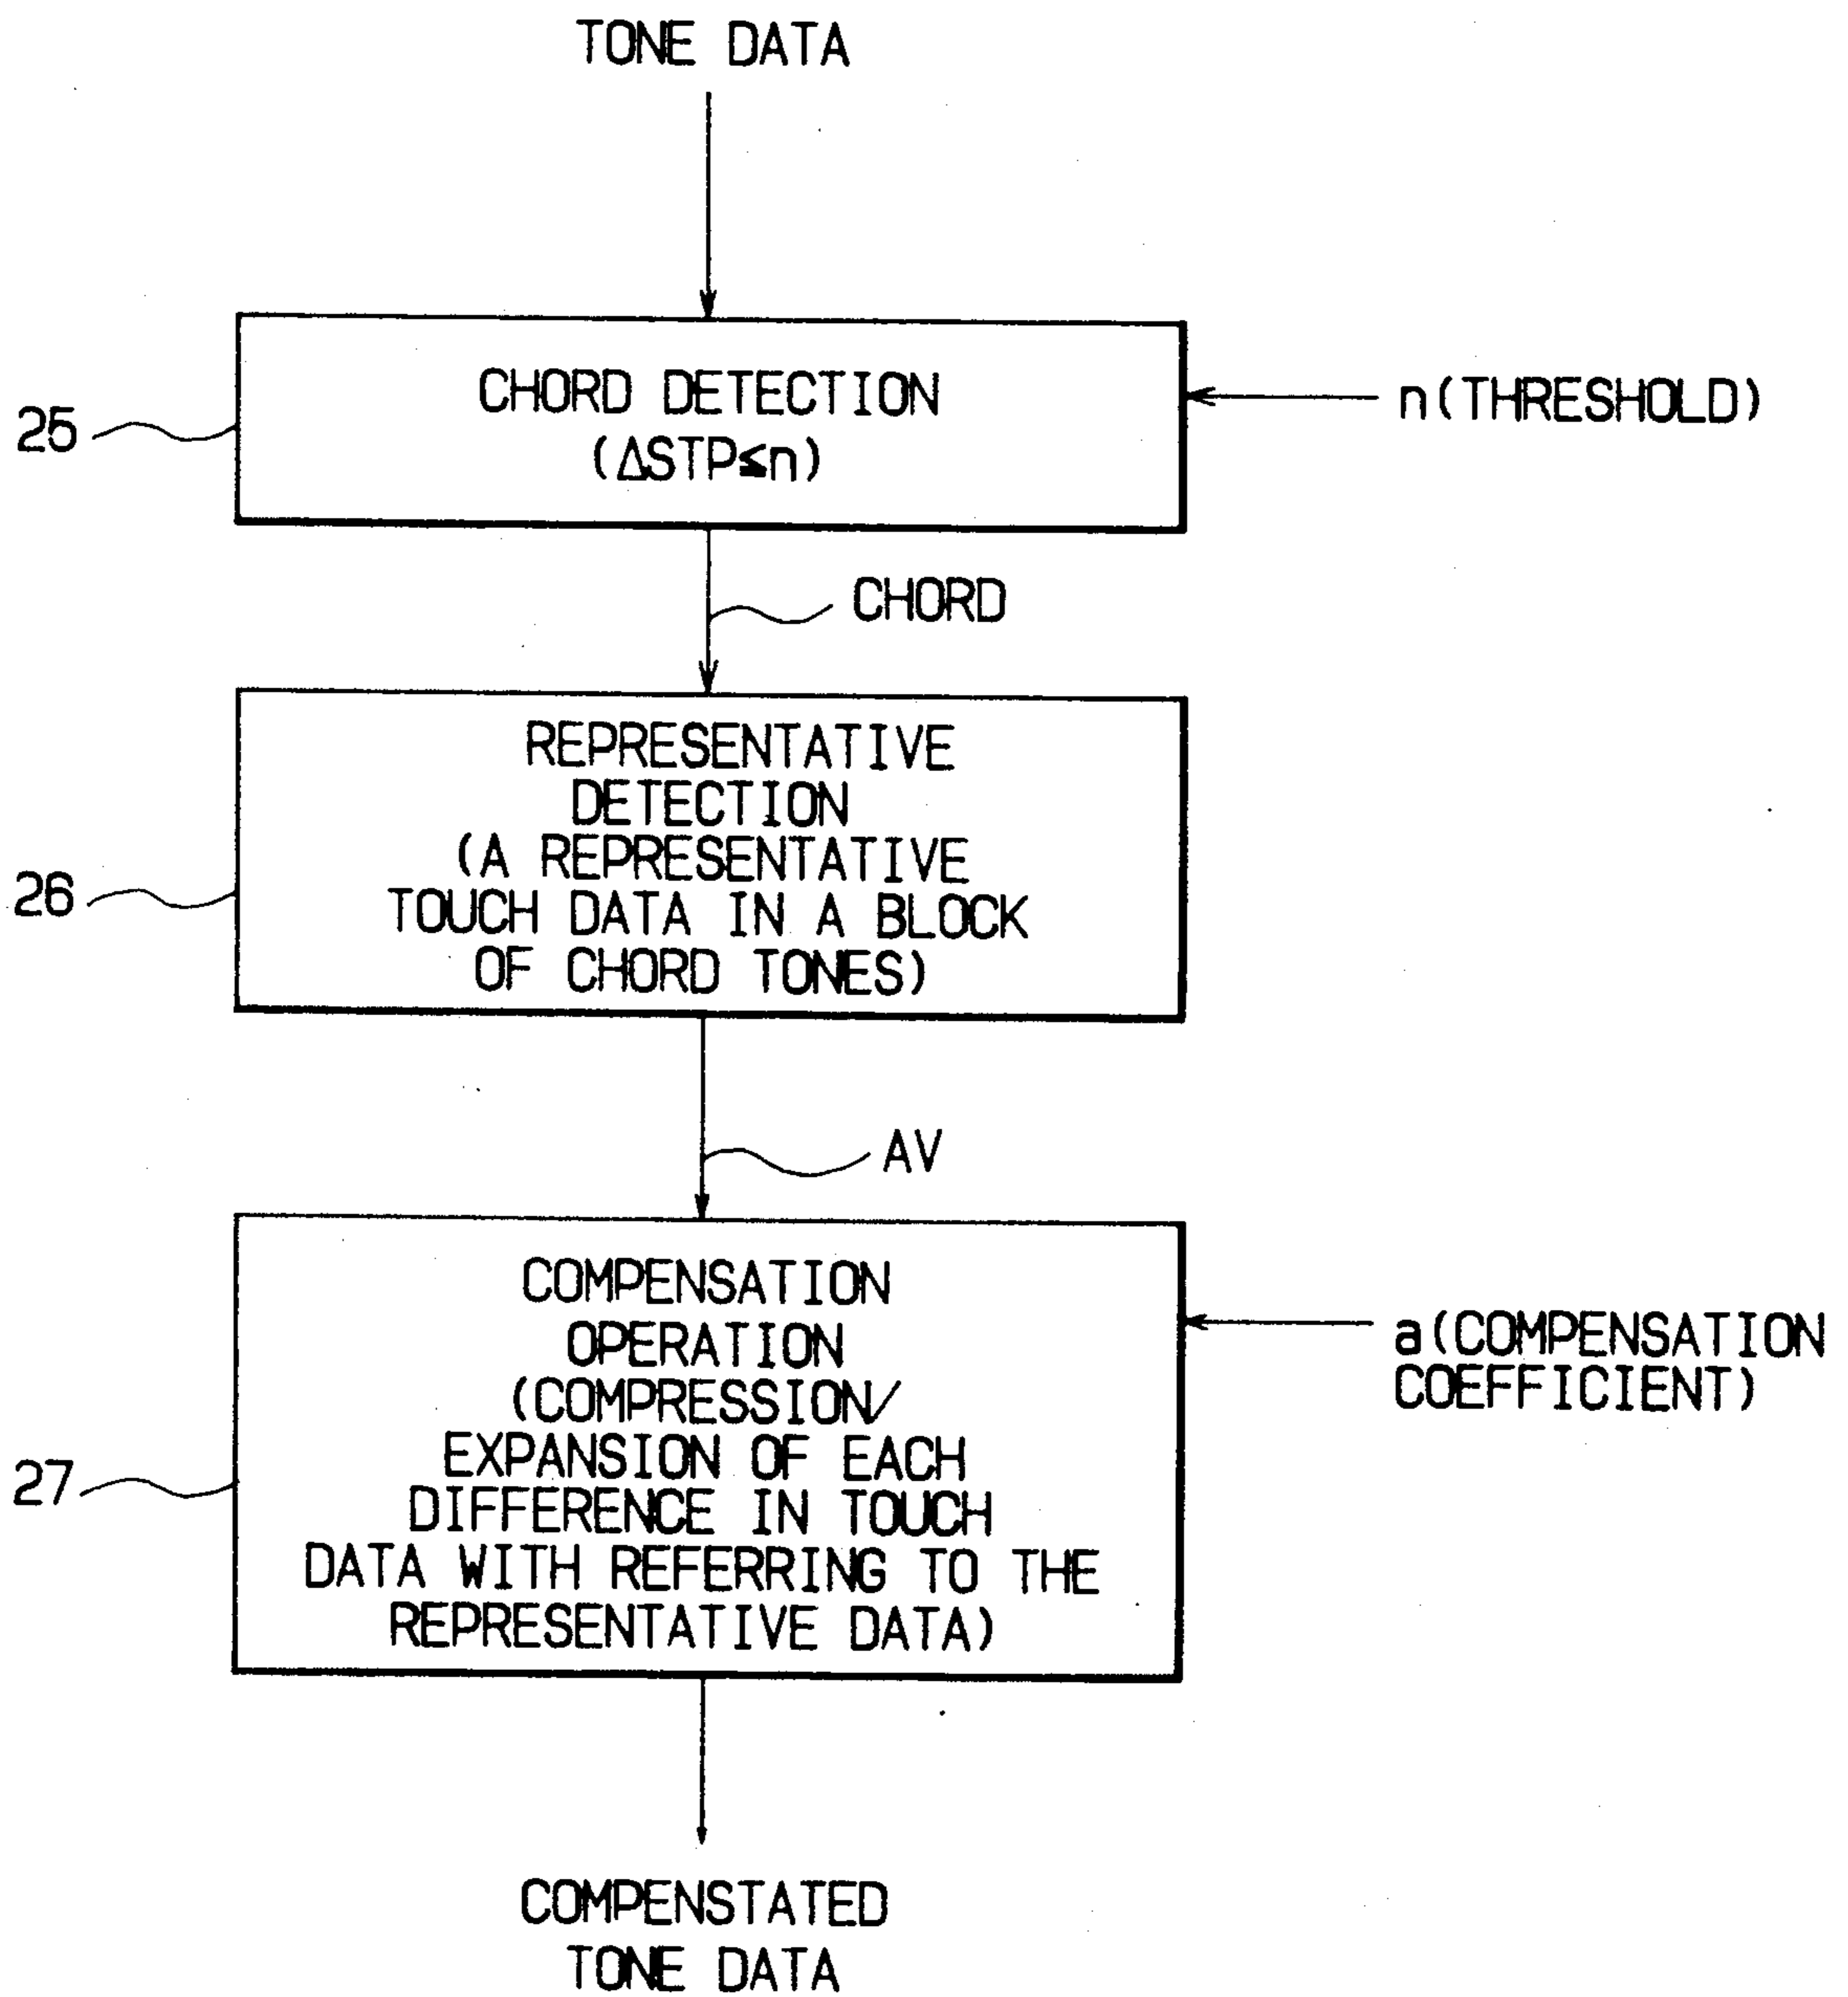 TONE DATA
CHORD DETECTION
(ΔSTP≦n)
n(THRESHOLD)
25
CHORD
REPRESENTATIVE
DETECTION
(A REPRESENTATIVE
TOUCH DATA IN A BLOCK
OF CHORD TONES)
26
AV
COMPENSATION
OPERATION
(COMPRESSION/
EXPANSION OF EACH
DIFFERENCE IN TOUCH
DATA WITH REFERRING TO THE
REPRESENTATIVE DATA)
a(COMPENSATION
COEFFICIENT)
27
COMPENSTATED
TONE DATA